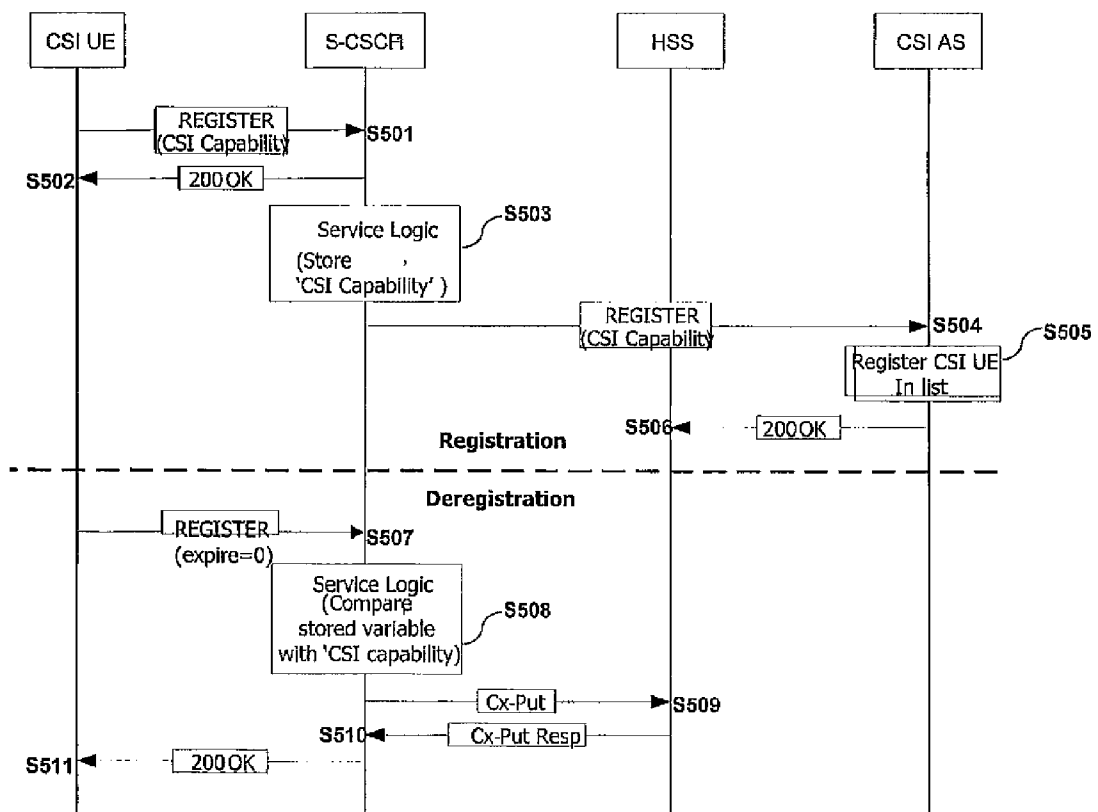 CSI UE
S-CSCFI
HSS
CSI AS
REGISTER
(CSI Capability
S501
S502
200 OK
Service Logic
(Store ,
'CSI Capability' )
S503
REGISTER
(CSI Capability
S504
S505
Register CSI UE
In list
S506
200 OK
Registration
Deregistration
REGISTER
(expire=0)
S507
Service Logic
(Compare
stored variable
with 'CSI capability)
S508
Cx-Put
S509
S510
Cx-Put Resp
S511
200 OK